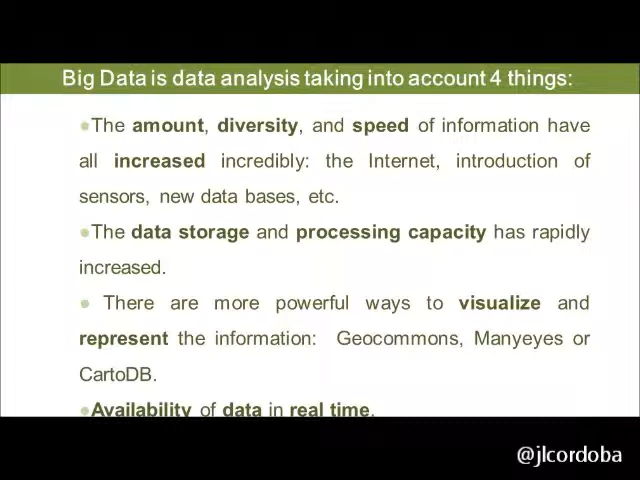 Big Data is data analysis taking into account 4 things:
The amount, diversity, and speed of information have
all increased incredibly: the Internet, introduction of
sensors, new data bases, etc.
The data storage and processing capacity has rapidly
increased.
There are more powerful ways to visualize and
represent the information: Geocommons, Manyeyes or
CartoDB.
Availability of data in real time.
@jlcordoba